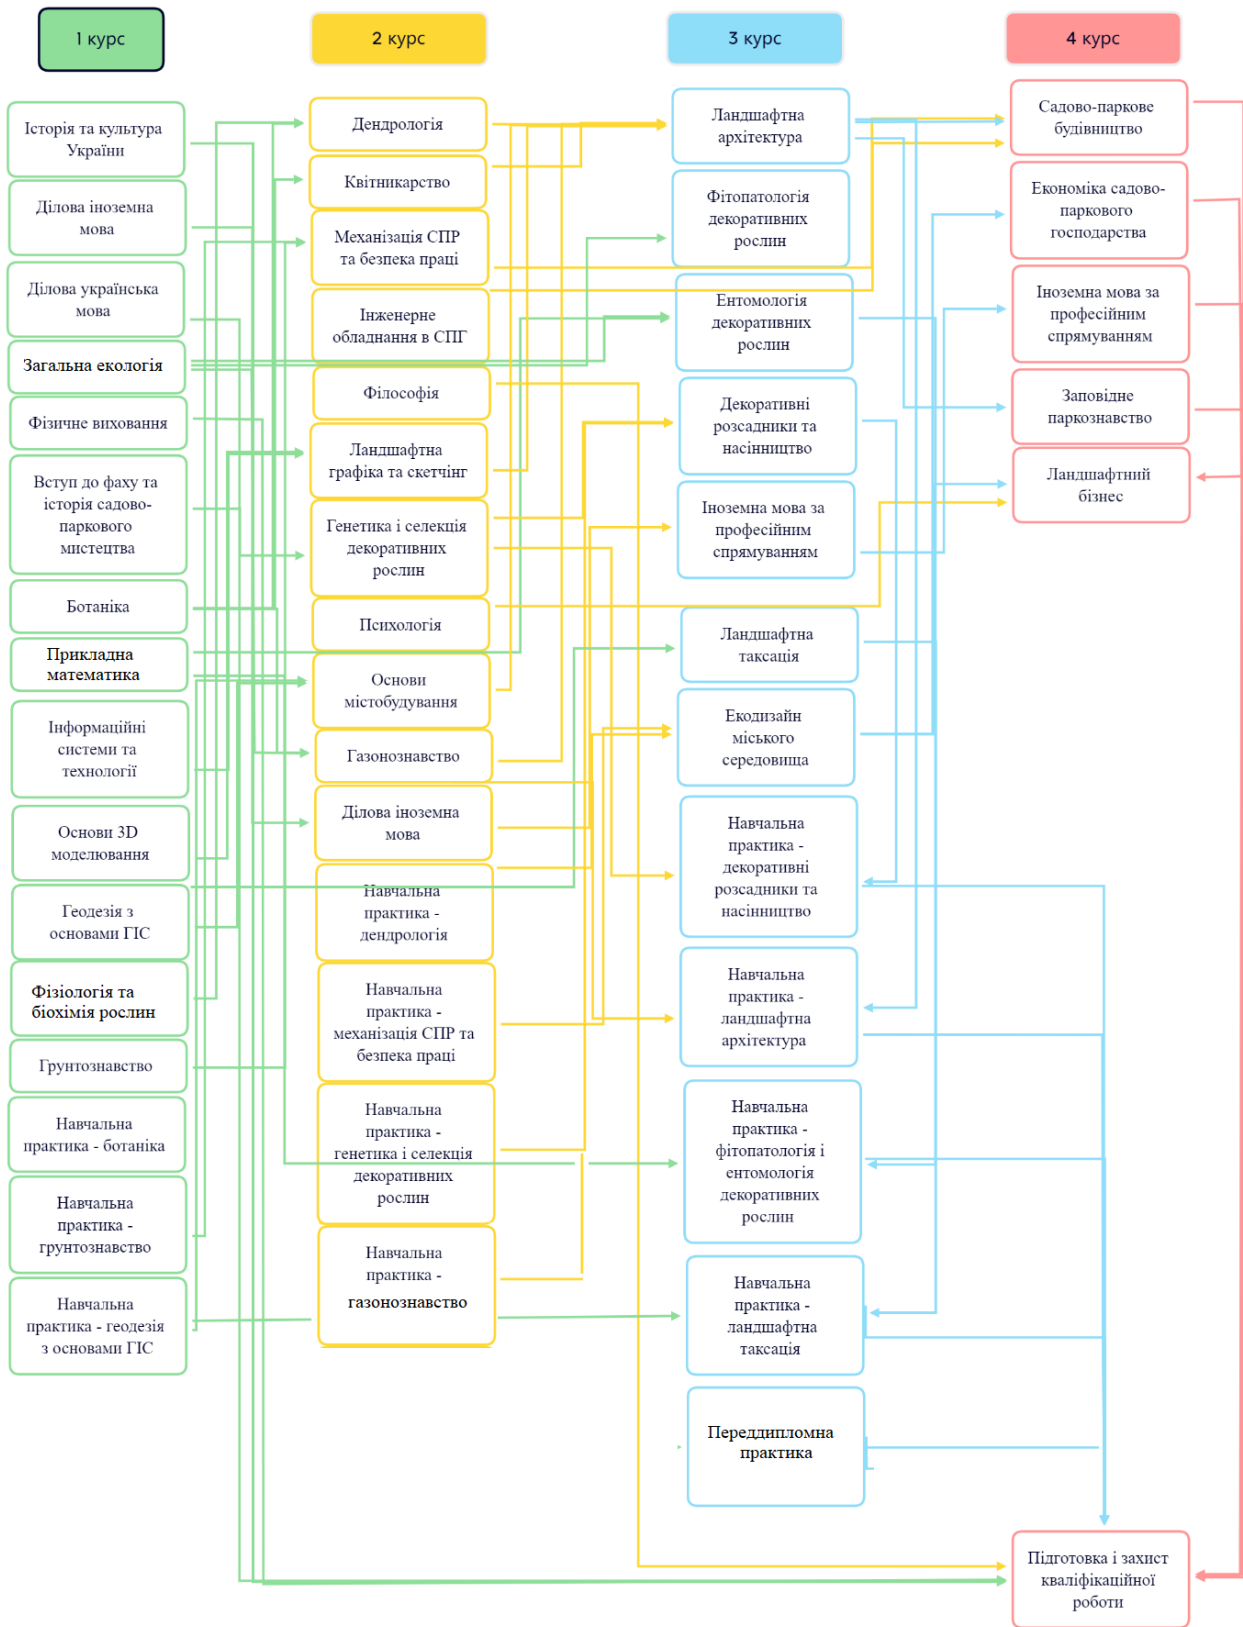 1 курс
2 курс
3 курс
4 курс
Історія та культура
України
Ділова іноземна
мова
Ділова українська
мова
Загальна екологія
Фізичне виховання
Вступ до фаху та
історія садово-
паркового
мистецтва
Ботаніка
Прикладна
математика
Інформаційні
системи та
технології
Основи 3D
моделювання
Геодезія з
основами ГІС
Фізіологія та
біохімія рослин
Грунтознавство
Навчальна
практика - ботаніка
Навчальна
практика -
грунтознавство
Навчальна
практика - геодезія
з основами ГІС
Дендрологія
Квітникарство
Механізація СПР
та безпека праці
Інженерне
обладнання в СПГ
Філософія
Ландшафтна
графіка та скетчінг
Генетика і селекція
декоративних
рослин
Психологія
Основи
містобудування
Газонознавство
Ділова іноземна
мова
Навчальна
практика -
дендрологія
Навчальна
практика -
механізація СПР та
безпека праці
Навчальна
практика -
генетика і селекція
декоративних
рослин
Навчальна
практика -
газонознавство
Ландшафтна
архітектура
Фітопатологія
декоративних
рослин
Ентомологія
декоративних
рослин
Декоративні
розсадники та
насінництво
Іноземна мова за
професійним
спрямуванням
Ландшафтна
таксація
Екодизайн
міського
середовища
Навчальна
практика -
декоративні
розсадники та
насінництво
Навчальна
практика -
ландшафтна
архітектура
Навчальна
практика -
фітопатологія і
ентомологія
декоративних
рослин
Навчальна
практика -
ландшафтна
таксація
Переддипломна
практика
Садово-паркове
будівництво
Економіка садово-
паркового
господарства
Іноземна мова за
професійним
спрямуванням
Заповідне
паркознавство
Ландшафтний
бізнес
Підготовка і захист
кваліфікаційної
роботи